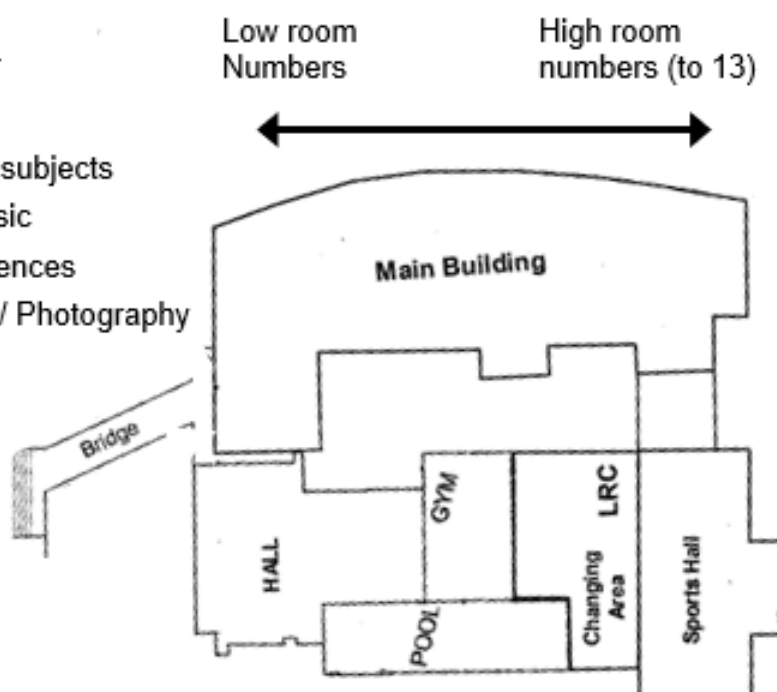 Low room
Numbers
High room
numbers (to 13)
subjects
sic
ences
/ Photography
Main Building
Bridge
GYM
LRC
HALL
Changing
Area
Sports Hall
POOL